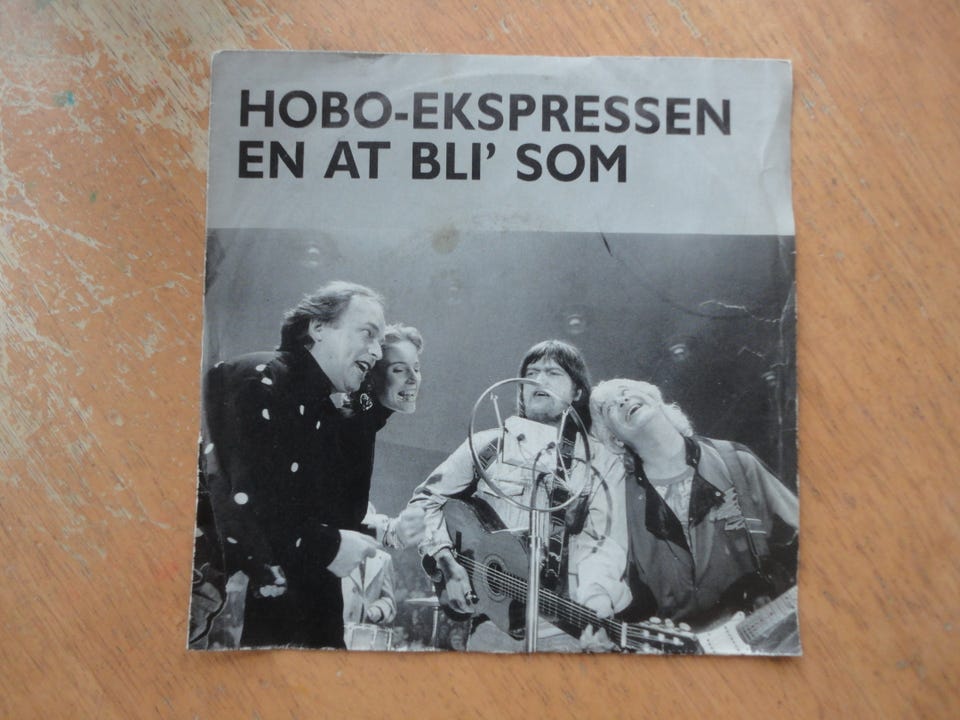 HOBO-EKSPRESSEN
EN AT BLI' SOM